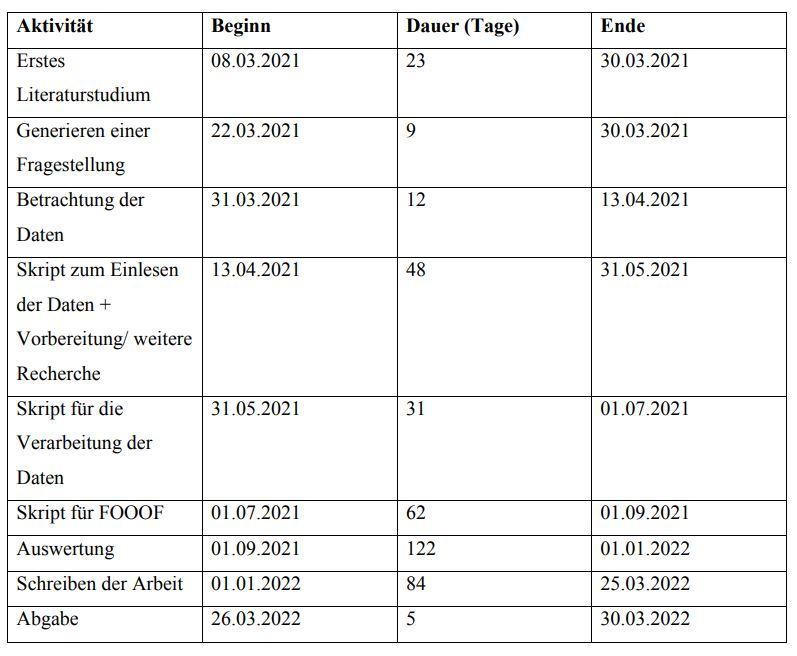 Aktivität Beginn Dauer (Tage) Ende
Erstes 08.03.2021 23 30.03.2021
Literaturstudium
Generieren einer 22.03.2021 9 30.03.2021
Fragestellung
Betrachtung der 31.03.2021 12 13.04.2021
Daten
Skript zum Einlesen 13.04.2021 48 31.05.2021
der Daten +
Vorbereitung/ weitere
Recherche
Skript für die 31.05.2021 31 01.07.2021
Verarbeitung der
Daten
Skript für FOOOF 01.07.2021 62 01.09.2021
Auswertung 01.09.2021 122 01.01.2022
Schreiben der Arbeit 01.01.2022 84 25.03.2022
Abgabe 26.03.2022 5 30.03.2022